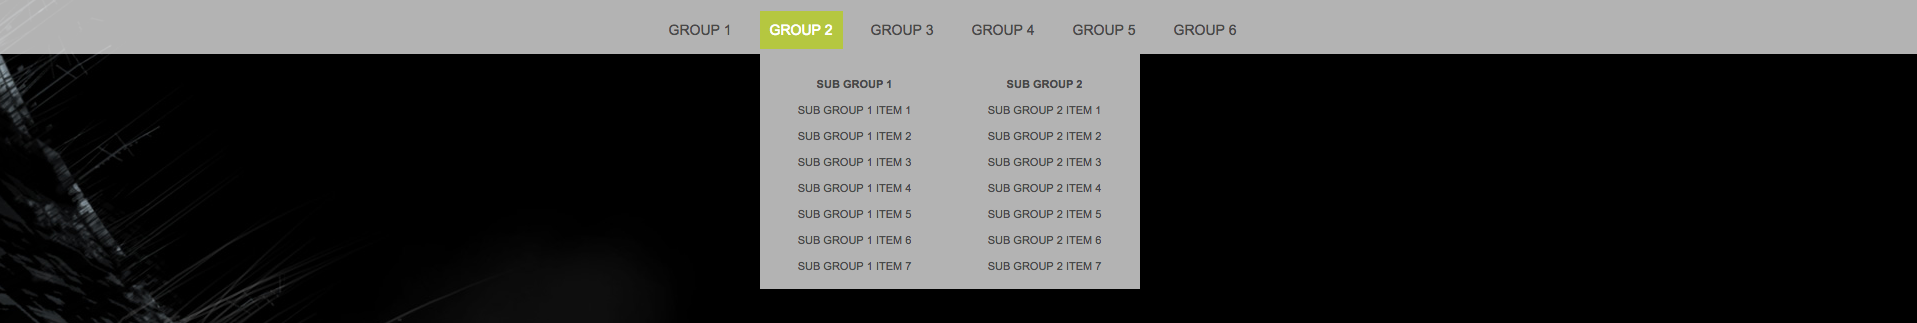 GROUP 1 GROUP 2 GROUP 3 GROUP 4 GROUP 5 GROUP 6
SUB GROUP 1 SUB GROUP 2
SUB GROUP 1 ITEM 1 SUB GROUP 2 ITEM 1
SUB GROUP 1 ITEM 2 SUB GROUP 2 ITEM 2
SUB GROUP 1 ITEM 3 SUB GROUP 2 ITEM 3
SUB GROUP 1 ITEM 4 SUB GROUP 2 ITEM 4
SUB GROUP 1 ITEM 5 SUB GROUP 2 ITEM 5
SUB GROUP 1 ITEM 6 SUB GROUP 2 ITEM 6
SUB GROUP 1 ITEM 7 SUB GROUP 2 ITEM 7